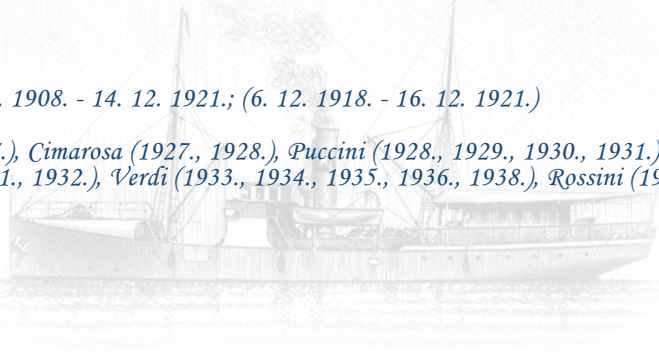 . 1908. - 14. 12. 1921.; (6. 12. 1918. - 16. 12. 1921.)
.), Cimarosa (1927., 1928.), Puccini (1928., 1929., 1930., 1931.)
1., 1932.), Verdi (1933., 1934., 1935., 1936., 1938.), Rossini (19